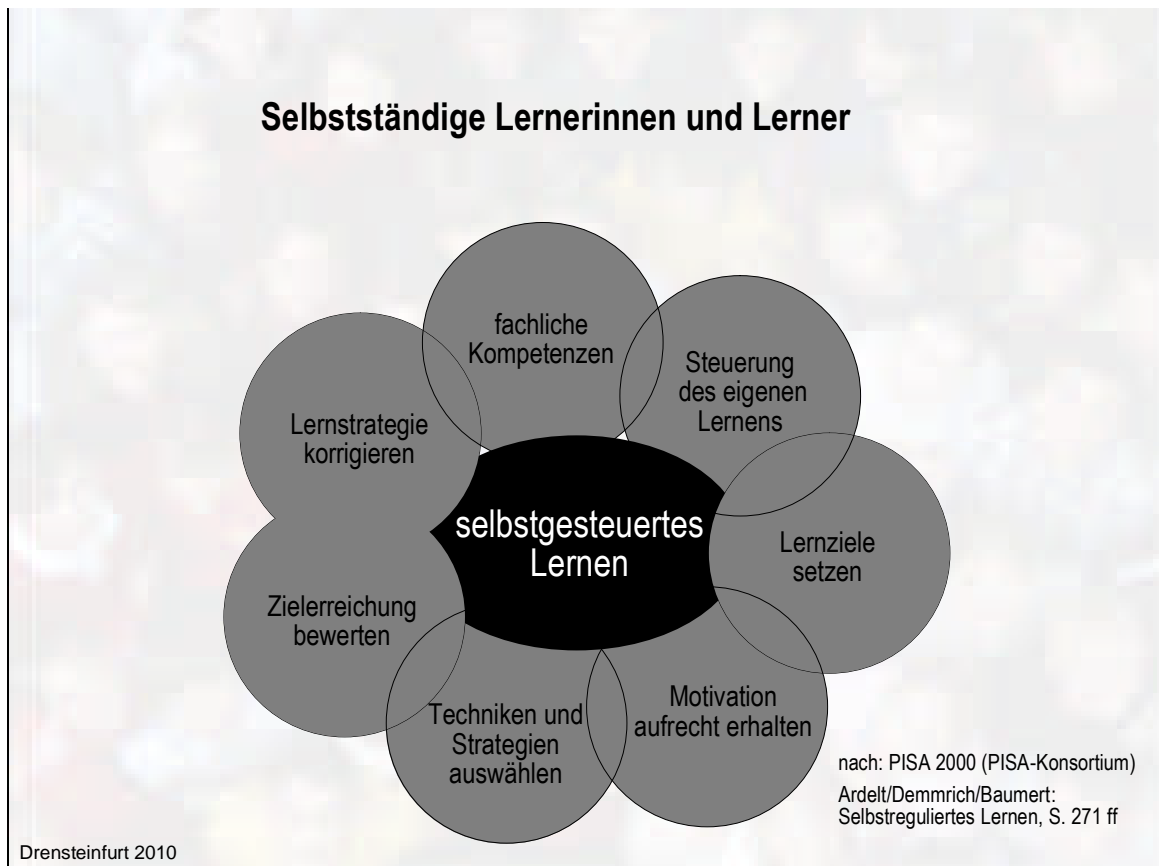 Selbstständige Lernerinnen und Lerner
fachliche
Kompetenzen
Steuerung
des eigenen
Lernens
Lernstrategie
korrigieren
selbstgesteuertes
Lernen
Lernziele
setzen
Zielerreichung
bewerten
Motivation
aufrecht erhalten
Techniken und
Strategien
auswählen
nach: PISA 2000 (PISA-Konsortium)
Ardelt/Demmrich/Baumert:
Selbstreguliertes Lernen, S. 271 ff
Drensteinfurt 2010